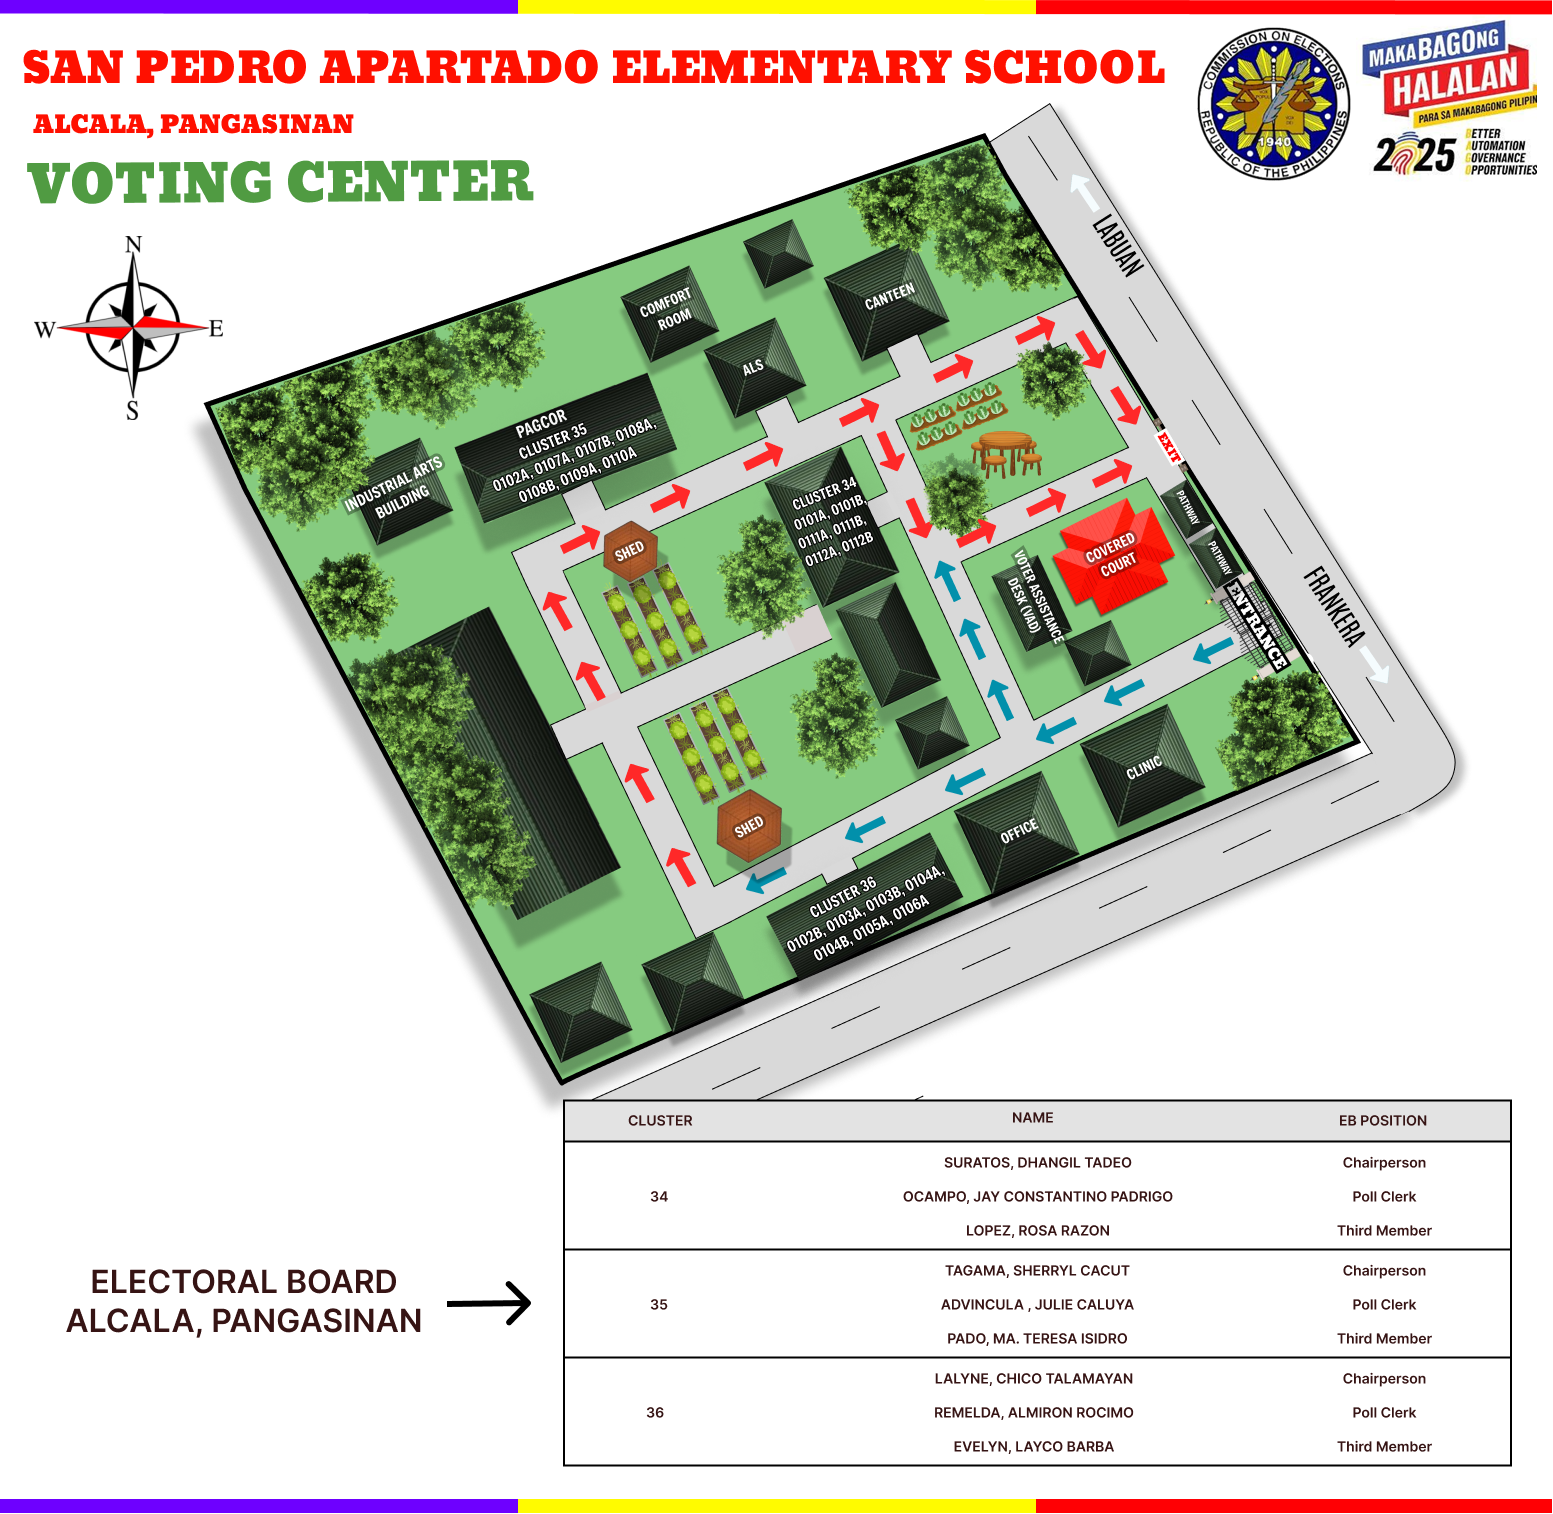 SAN PEDRO APARTADO ELEMENTARY SCHOOL
ALCALA, PANGASINAN
VOTING CENTER
COMMISSION ON ELECTIONS
1940
REPUBLIC OF THE PHILIPPINES
MAKABAGONG
HALALAN
PARA SA MAKABAGONG PILIPIN
2025
BETTER
AUTOMATION
GOVERNANCE
OPPORTUNITIES
N
W
E
S
LABUAN
FRANKERA
COMFORT
ROOM
CANTEEN
ALS
PAGCOR
CLUSTER 35
0102A, 0107A, 0107B, 0108A,
0108B, 0109A, 0110A
INDUSTRIAL ARTS
BUILDING
CLUSTER 34
0101A, 0101B,
0111A, 0111B,
0112A, 0112B
EXIT
PATHWAY
PATHWAY
SHED
COVERED
COURT
VOTER ASSISTANCE
DESK (VAD)
ENTRANCE
CLINIC
OFFICE
SHED
CLUSTER 36
0102B, 0103A, 0103B, 0104A,
0104B, 0105A, 0106A
CLUSTER NAME EB POSITION
SURATOS, DHANGIL TADEO Chairperson
34 OCAMPO, JAY CONSTANTINO PADRIGO Poll Clerk
LOPEZ, ROSA RAZON Third Member
TAGAMA, SHERRYL CACUT Chairperson
35 ADVINCULA , JULIE CALUYA Poll Clerk
PADO, MA. TERESA ISIDRO Third Member
LALYNE, CHICO TALAMAYAN Chairperson
36 REMELDA, ALMIRON ROCIMO Poll Clerk
EVELYN, LAYCO BARBA Third Member
ELECTORAL BOARD
ALCALA, PANGASINAN